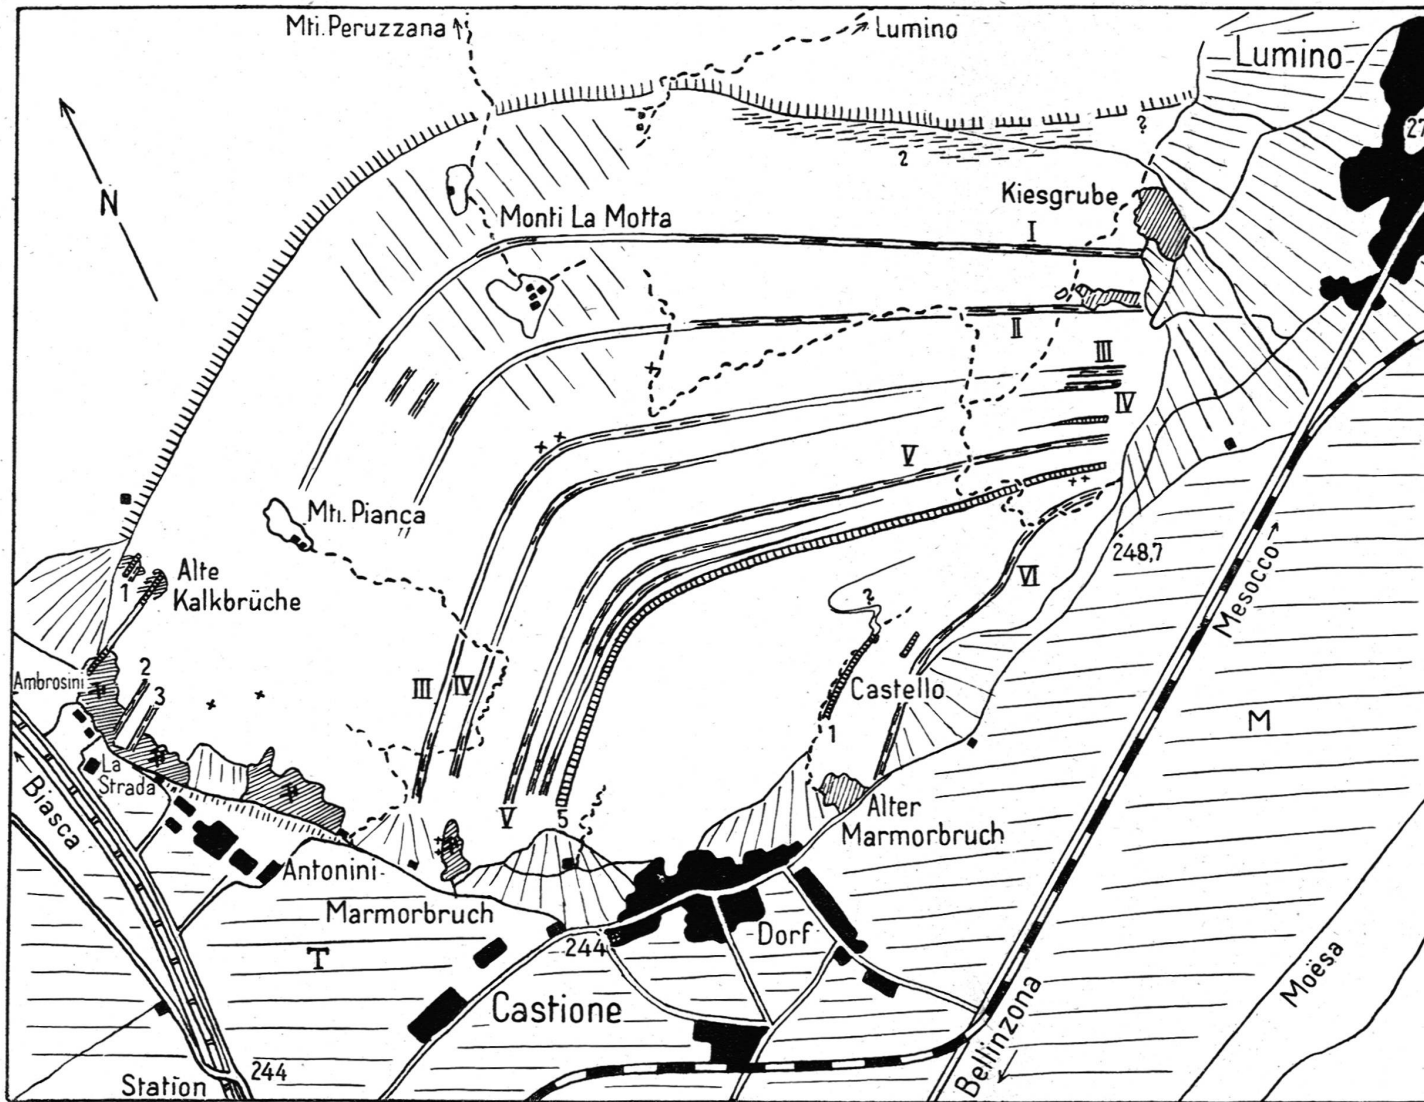 Mti. Peruzzana
Lumino
Lumino
27
N
?
2
Kiesgrube
Monti La Motta
I
II
III
IV
V
Mti. Pianca
248,7
VI
Alte
Kalkbrüche
1
Mesocco
?
Ambrosini
2
3
III
IV
Castello
1
M
La
Strada
Biasca
V
5
Alter
Marmorbruch
Antonini
Marmorbruch
Dorf
T
244
Castione
Moësa
Bellinzona
244
Station